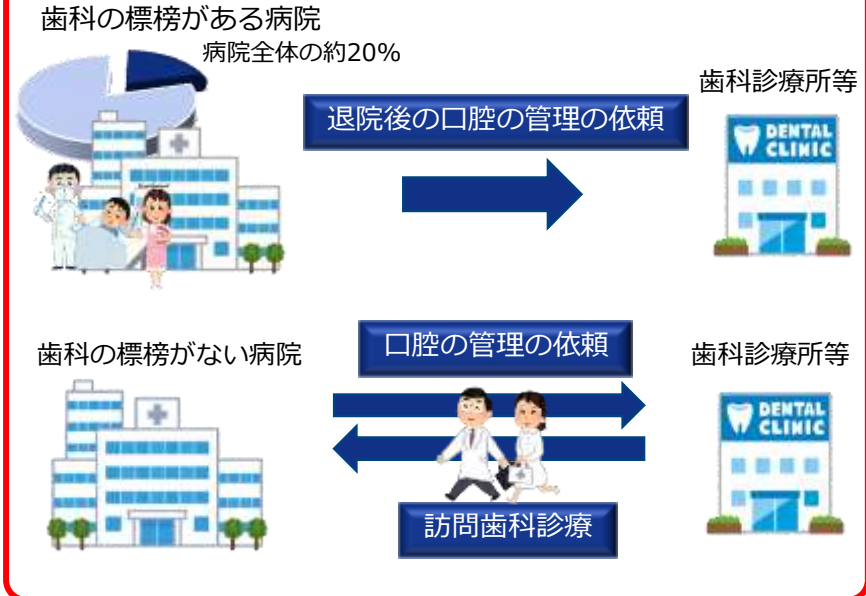 歯科の標榜がある病院
病院全体の約20%
退院後の口腔の管理の依頼
歯科診療所等
DENTAL
CLINIC
歯科の標榜がない病院
口腔の管理の依頼
歯科診療所等
DENTAL
CLINIC
訪問歯科診療